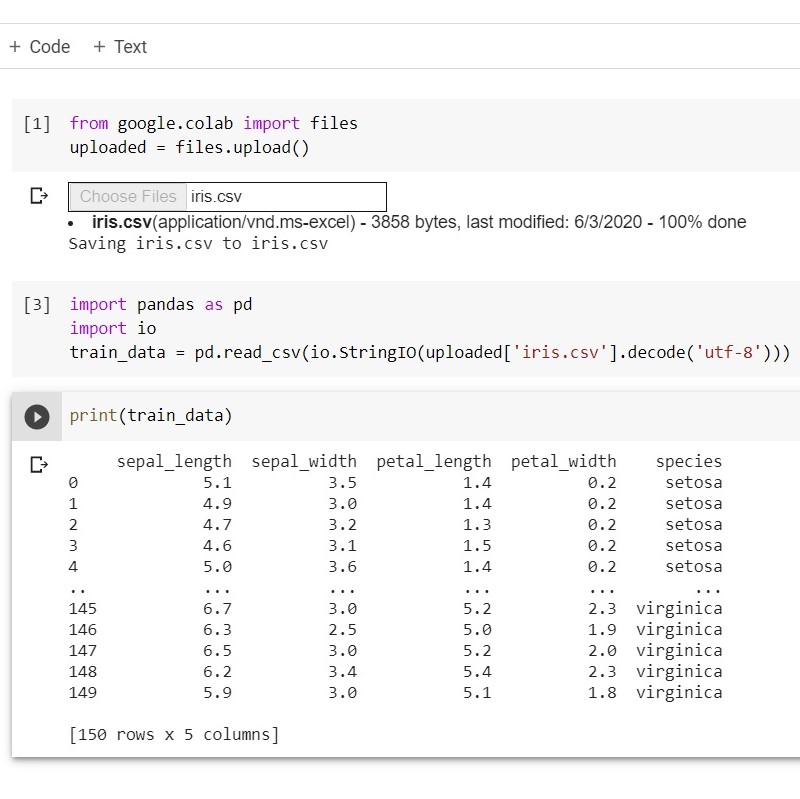 + Code + Text
[1] from google.colab import files
uploaded = files.upload()
Choose Files iris.csv
• iris.csv(application/vnd.ms-excel) - 3858 bytes, last modified: 6/3/2020 - 100% done
Saving iris.csv to iris.csv
[3] import pandas as pd
import io
train_data = pd.read_csv(io.StringIO(uploaded['iris.csv'].decode('utf-8')))
print(train_data)
sepal_length sepal_width petal_length petal_width species
0 5.1 3.5 1.4 0.2 setosa
1 4.9 3.0 1.4 0.2 setosa
2 4.7 3.2 1.3 0.2 setosa
3 4.6 3.1 1.5 0.2 setosa
4 5.0 3.6 1.4 0.2 setosa
.. ... ... ... ... ...
145 6.7 3.0 5.2 2.3 virginica
146 6.3 2.5 5.0 1.9 virginica
147 6.5 3.0 5.2 2.0 virginica
148 6.2 3.4 5.4 2.3 virginica
149 5.9 3.0 5.1 1.8 virginica
[150 rows x 5 columns]